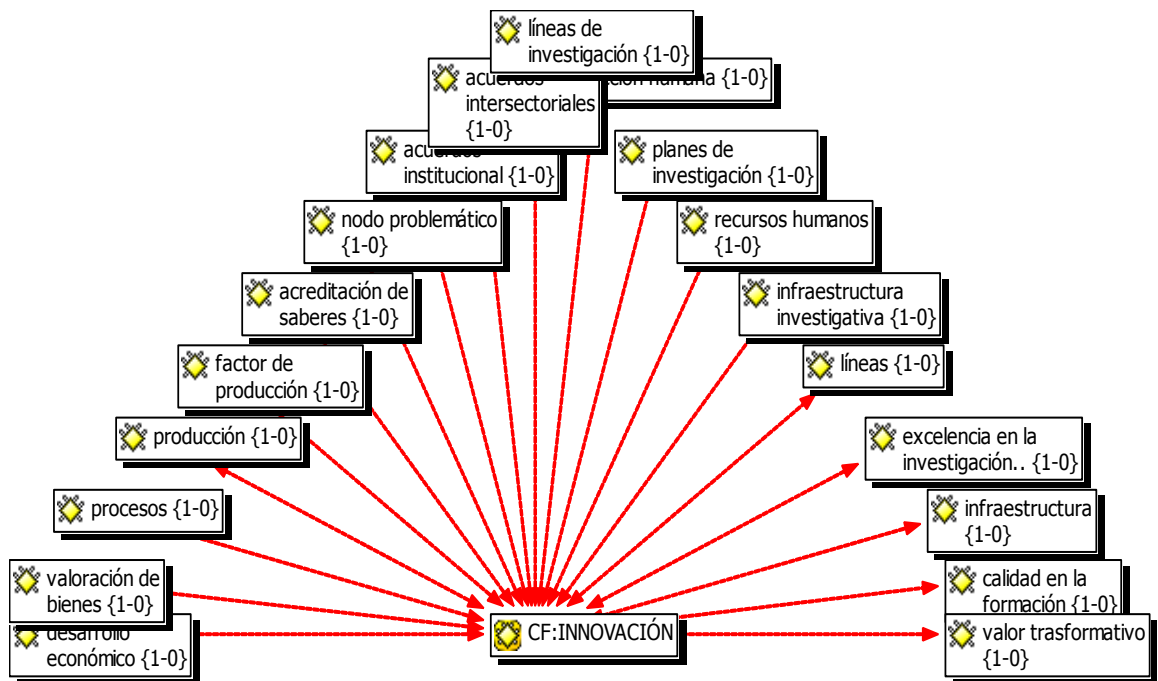 líneas de
investigación {1-0}
acuerdos
intersectoriales
{1-0}
humana {1-0}
acuerdos
institucional {1-0}
planes de
investigación {1-0}
nodo problemático
{1-0}
recursos humanos
{1-0}
acreditación de
saberes {1-0}
infraestructura
investigativa {1-0}
factor de
producción {1-0}
líneas {1-0}
producción {1-0}
excelencia en la
investigación.. {1-0}
procesos {1-0}
infraestructura
{1-0}
valoración de
bienes {1-0}
calidad en la
formación {1-0}
desarrollo
económico {1-0}
CF:INNOVACIÓN
valor trasformativo
{1-0}